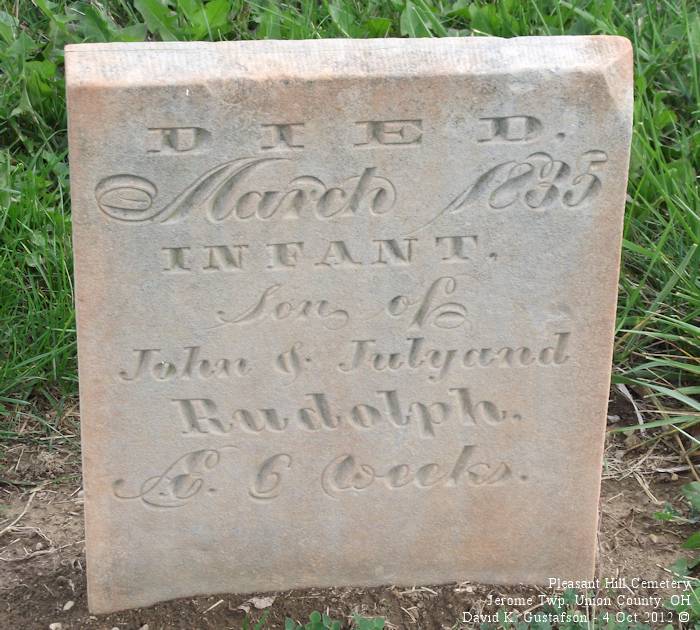 DIED.
March 1835
INFANT.
Son of
John & Julyand
Rudolph.
Æ. 6 weeks.
Pleasant Hill Cemetery
Jerome Twp, Union County, OH
David K. Gustafson - 4 Oct 2012 ©